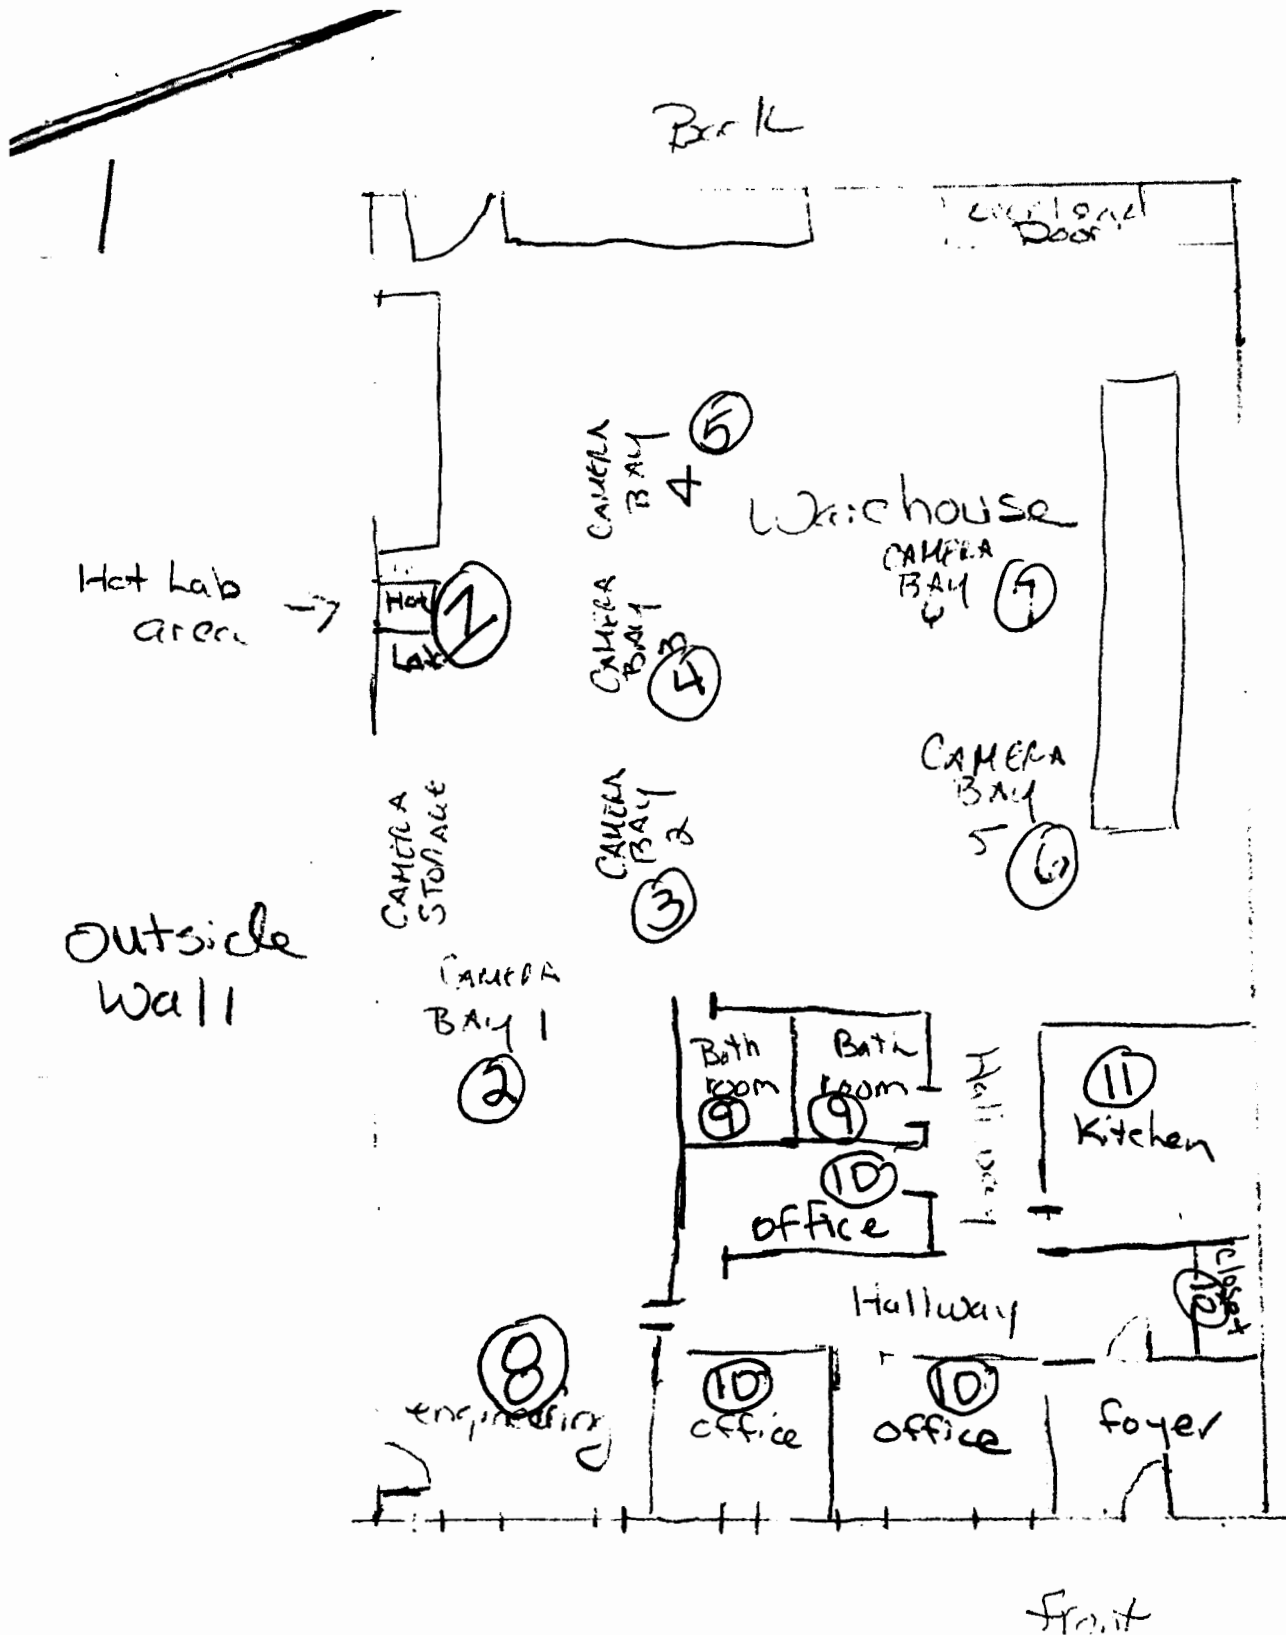 Back
Overhead
Door
CAMERA
BAY
4
5
Warehouse
CAMERA
BAY
6
7
Hot Lab
area
Hot
Lab
1
CAMERA
BAY
3
4
CAMERA
BAY
5
6
CAMERA
STORAGE
CAMERA
BAY
2
3
Outside
Wall
CAMERA
BAY 1
2
Bath
room
9
Bath
room
9
Hallway
11
Kitchen
10
office
Closet
12
Hallway
8
engineering
10
office
10
office
foyer
front